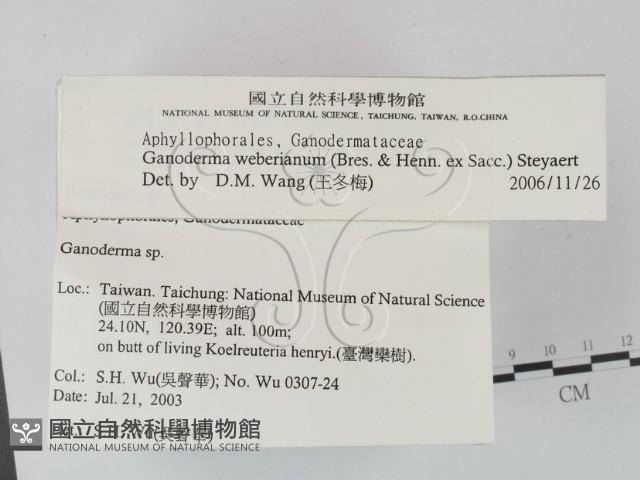 國立自然科學博物館
NATIONAL MUSEUM OF NATURAL SCIENCE, TAICHUNG, TAIWAN, R.O.CHINA
Aphyllophorales, Ganodermataceae
Ganoderma weberianum (Bres. & Henn. ex Sacc.) Steyaert
Det. by D.M. Wang (王冬梅) 2006/11/26
Aphyllophorales, Ganodermataceae
Ganoderma sp.
Loc.: Taiwan. Taichung: National Museum of Natural Science
(國立自然科學博物館)
24.10N, 120.39E; alt. 100m;
on butt of living Koelreuteria henryi.(臺灣欒樹).
Col.: S.H. Wu(吳聲華); No. Wu 0307-24
Date: Jul. 21, 2003
國立自然科學博物館
NATIONAL MUSEUM OF NATURAL SCIENCE
9 10 11 12
CM